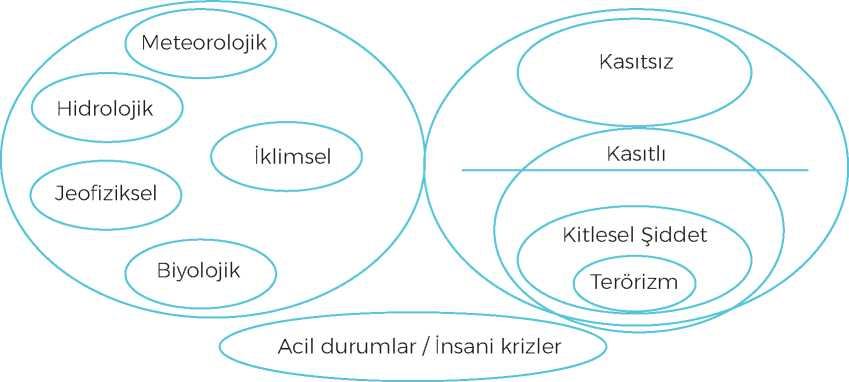 Meteorolojik
Hidrolojik
İklimsel
Jeofiziksel
Biyolojik
Kasıtsız
Kasıtlı
Kitlesel Şiddet
Terörizm
Acil durumlar / İnsani krizler